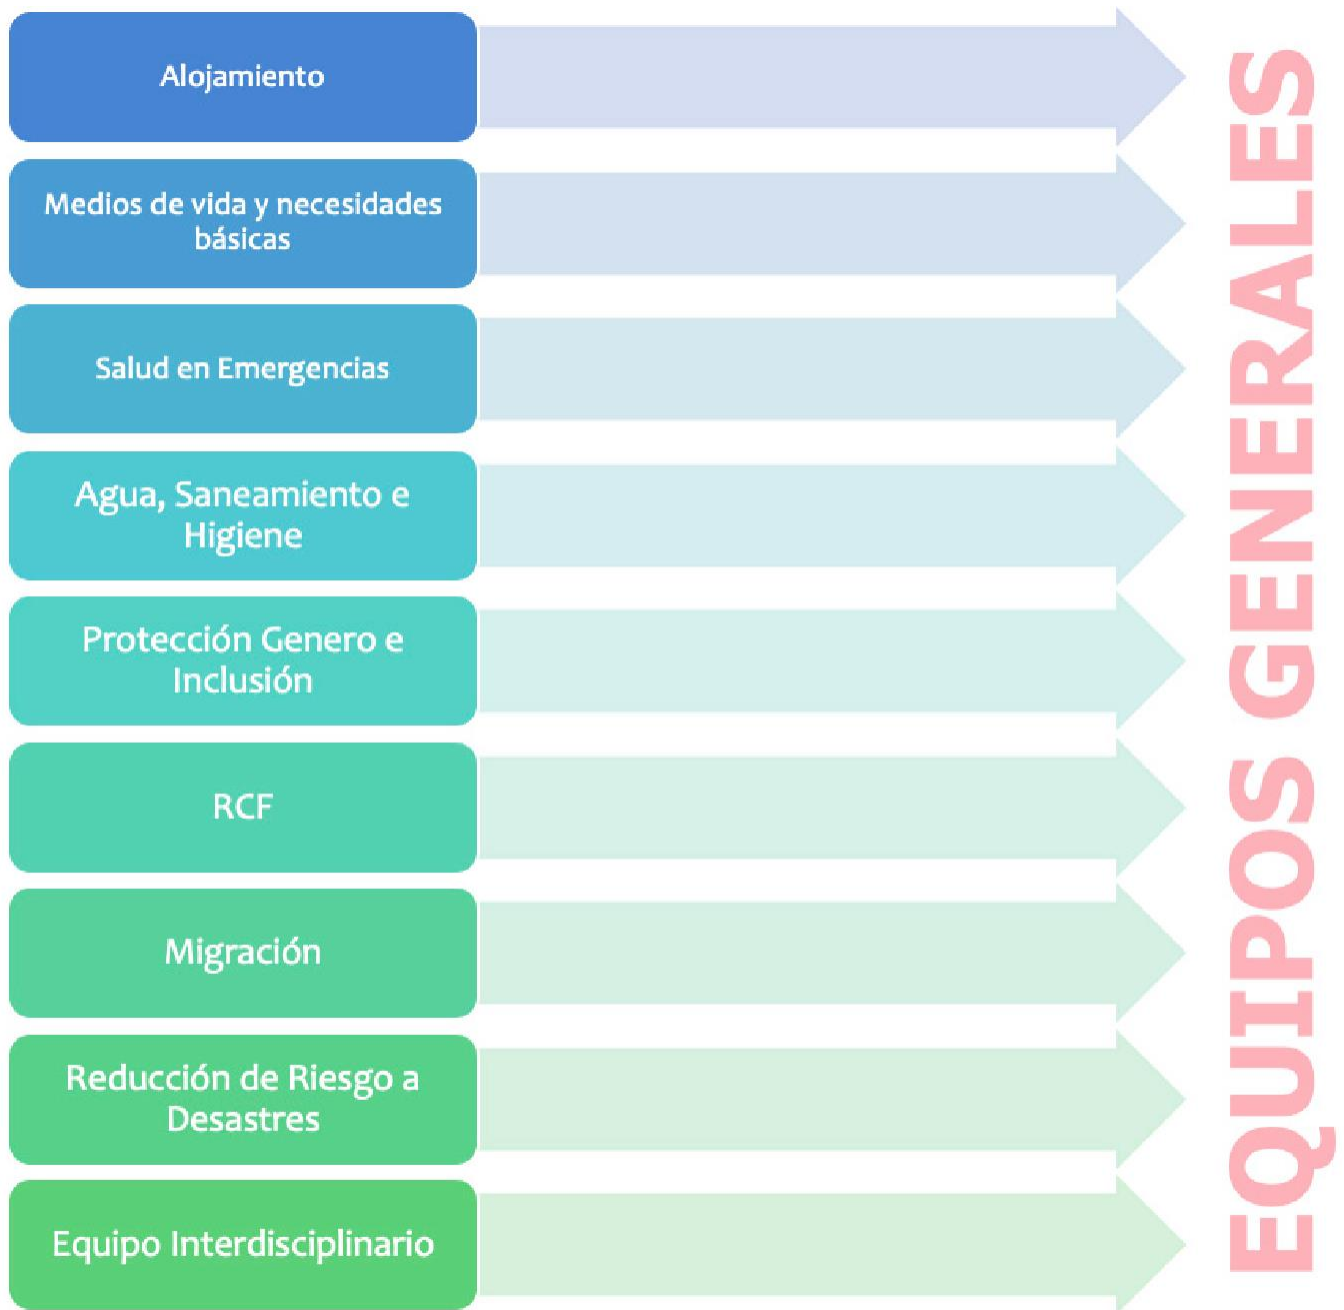 Alojamiento
Medios de vida y necesidades
básicas
Salud en Emergencias
Agua, Saneamiento e
Higiene
Protección Genero e
Inclusión
RCF
Migración
Reducción de Riesgo a
Desastres
Equipo Interdisciplinario
EQUIPOS GENERALES